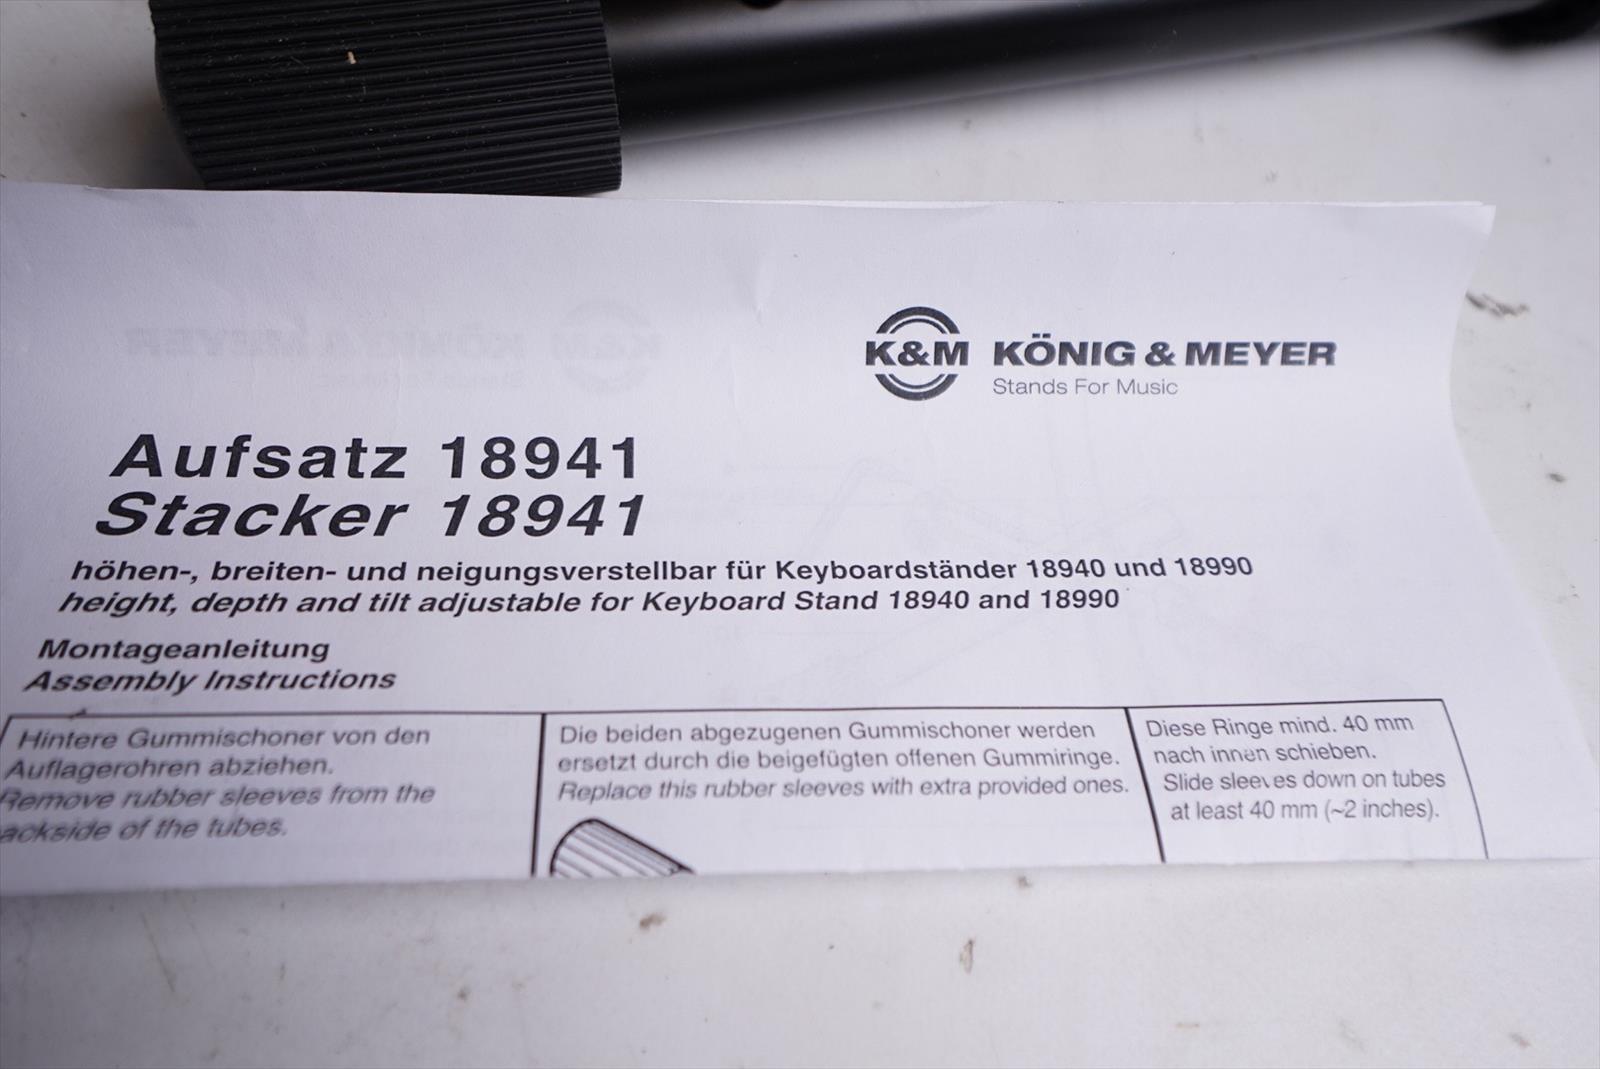 K&M KÖNIG & MEYER
Stands For Music
Aufsatz 18941
Stacker 18941
höhen-, breiten- und neigungsverstellbar für Keyboardständer 18940 und 18990
height, depth and tilt adjustable for Keyboard Stand 18940 and 18990
Montageanleitung
Assembly Instructions
Hintere Gummischoner von den
Auflagerohren abziehen.
Remove rubber sleeves from the
ackside of the tubes.
Die beiden abgezogenen Gummischoner werden
ersetzt durch die beigefügten offenen Gummiringe.
Replace this rubber sleeves with extra provided ones.
Diese Ringe mind. 40 mm
nach innen schieben.
Slide sleeves down on tubes
at least 40 mm (~2 inches).